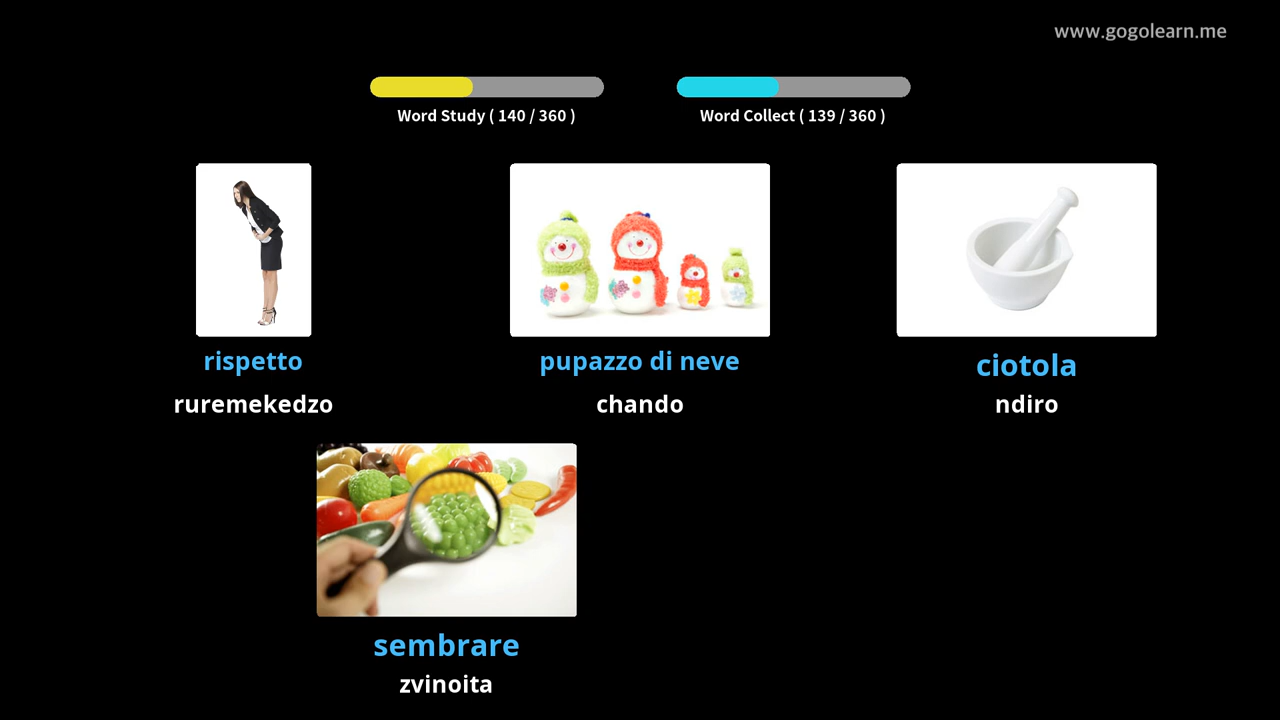 www.gogolearn.me
Word Study ( 140 / 360 )
Word Collect ( 139 / 360 )
rispetto
ruremekedzo
pupazzo di neve
chando
ciotola
ndiro
sembrare
zvinoita